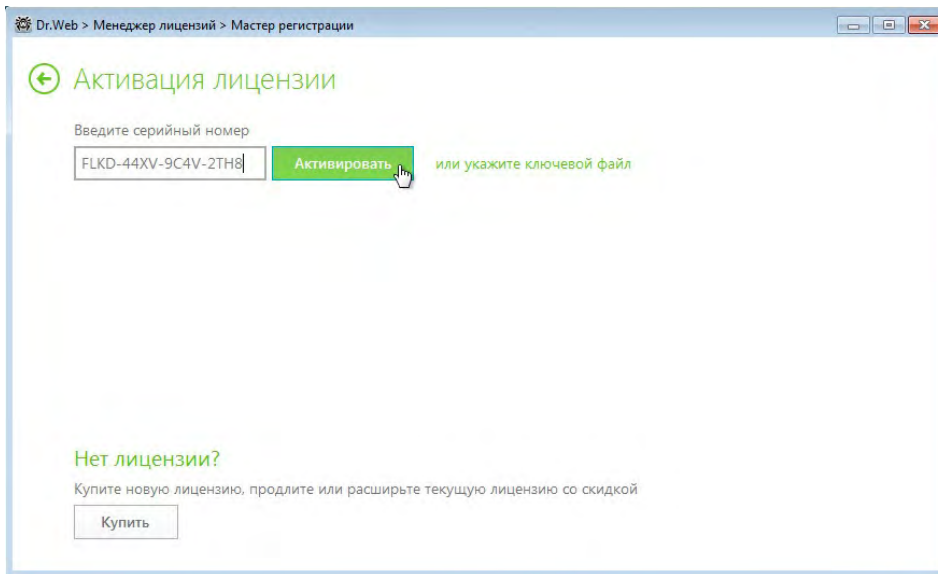 Dr.Web > Менеджер лицензий > Мастер регистрации
Активация лицензии
Введите серийный номер
FLKD-44XV-9C4V-2TH8
Активировать
или укажите ключевой файл
Нет лицензии?
Купите новую лицензию, продлите или расширьте текущую лицензию со скидкой
Купить